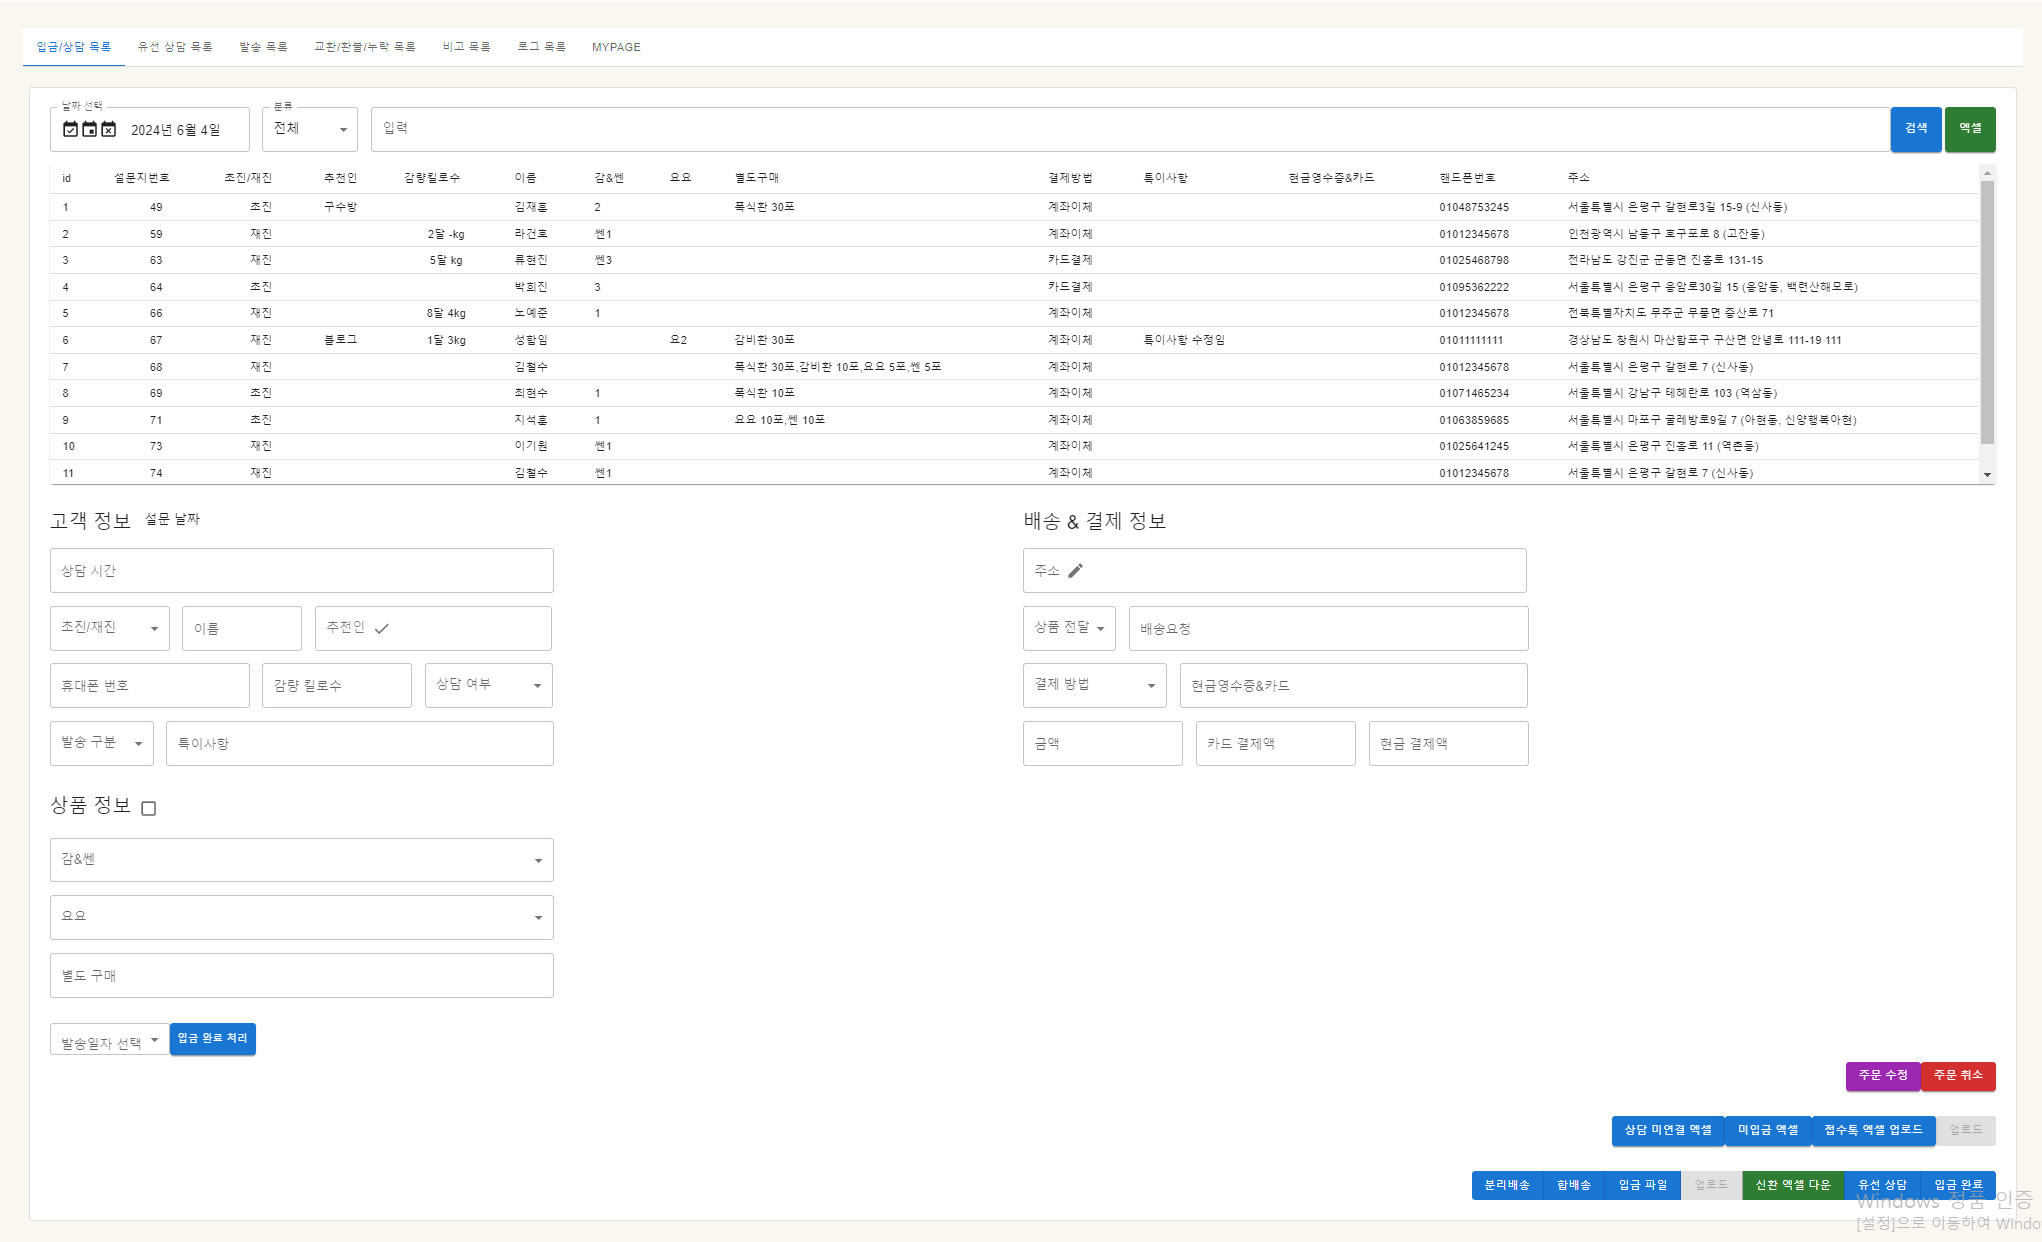 입금/상담 목록 유선 상담 목록 발송 목록 교환/환불/누락 목록 비고 목록 로그 목록 MYPAGE
날짜 선택 분류
2024년 6월 4일 전체 입력 검색 엑셀
id 설문지번호 초진/재진 추천인 감량킬로수 이름 감&쎈 요요 별도구매 결제방법 특이사항 현금영수증&카드 핸드폰번호 주소
1 49 초진 구수방 김재훈 2 폭식환 30포 계좌이체 01048753245 서울특별시 은평구 갈현로3길 15-9 (신사동)
2 59 재진 2달 -kg 라건호 쎈1 계좌이체 01012345678 인천광역시 남동구 호구포로 8 (고잔동)
3 63 재진 5달 kg 류현진 쎈3 카드결제 01025468798 전라남도 강진군 군동면 진흥로 131-15
4 64 초진 박희진 3 카드결제 01095362222 서울특별시 은평구 응암로30길 15 (응암동, 백련산해모로)
5 66 재진 8달 4kg 노예준 1 계좌이체 01012345678 전북특별자치도 무주군 무풍면 증산로 71
6 67 재진 블로그 1달 3kg 성함임 요2 감비환 30포 계좌이체 특이사항 수정임 01011111111 경상남도 창원시 마산합포구 구산면 안녕로 111-19 111
7 68 재진 김철수 폭식환 30포,감비환 10포,요요 5포,쎈 5포 계좌이체 01012345678 서울특별시 은평구 갈현로 7 (신사동)
8 69 초진 최현수 1 폭식환 10포 계좌이체 01071465234 서울특별시 강남구 테헤란로 103 (역삼동)
9 71 초진 지석훈 1 요요 10포,쎈 10포 계좌이체 01063859685 서울특별시 마포구 굴레방로9길 7 (아현동, 신양행복아현)
10 73 재진 이기원 쎈1 계좌이체 01025641245 서울특별시 은평구 진흥로 11 (역촌동)
11 74 재진 김철수 쎈1 계좌이체 01012345678 서울특별시 은평구 갈현로 7 (신사동)
고객 정보 설문 날짜 배송 & 결제 정보
상담 시간 주소
초진/재진 이름 추천인 상품 전달 배송요청
휴대폰 번호 감량 킬로수 상담 여부 결제 방법 현금영수증&카드
발송 구분 특이사항 금액 카드 결제액 현금 결제액
상품 정보
감&쎈
요요
별도 구매
발송일자 선택 입금 완료 처리
주문 수정 주문 취소
상담 미연결 엑셀 미입금 엑셀 접수톡 엑셀 업로드 업로드
분리배송 합배송 입금 파일 업로드 신환 엑셀 다운 유선 상담 입금 완료
Windows 정품 인증
[설정]으로 이동하여 Windo